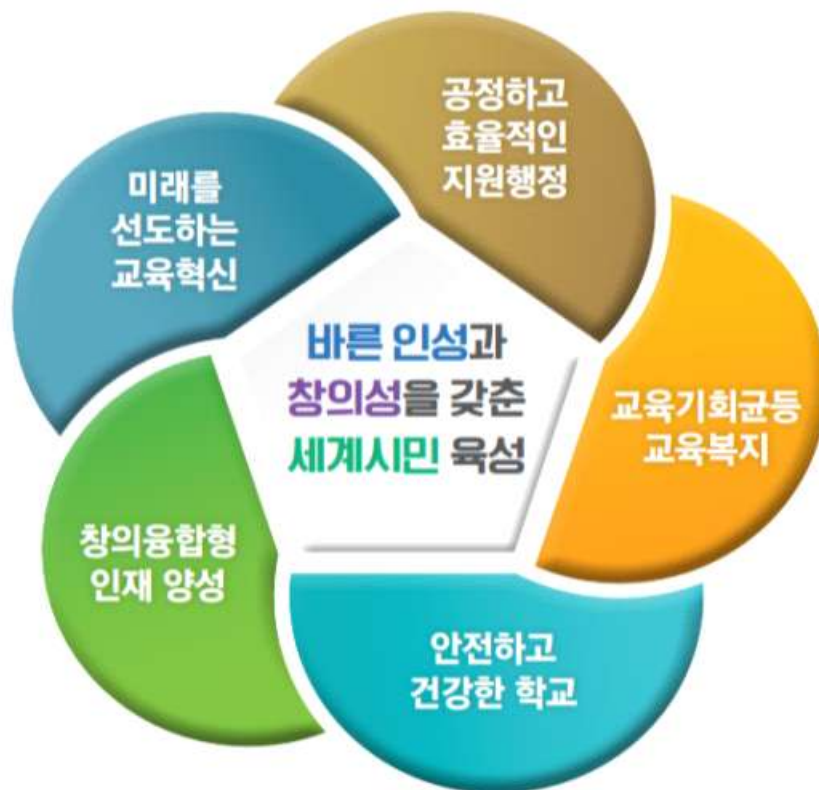 공정하고
효율적인
지원행정
미래를
선도하는
교육혁신
바른 인성과
창의성을 갖춘
세계시민 육성
교육기회균등
교육복지
창의융합형
인재 양성
안전하고
건강한 학교